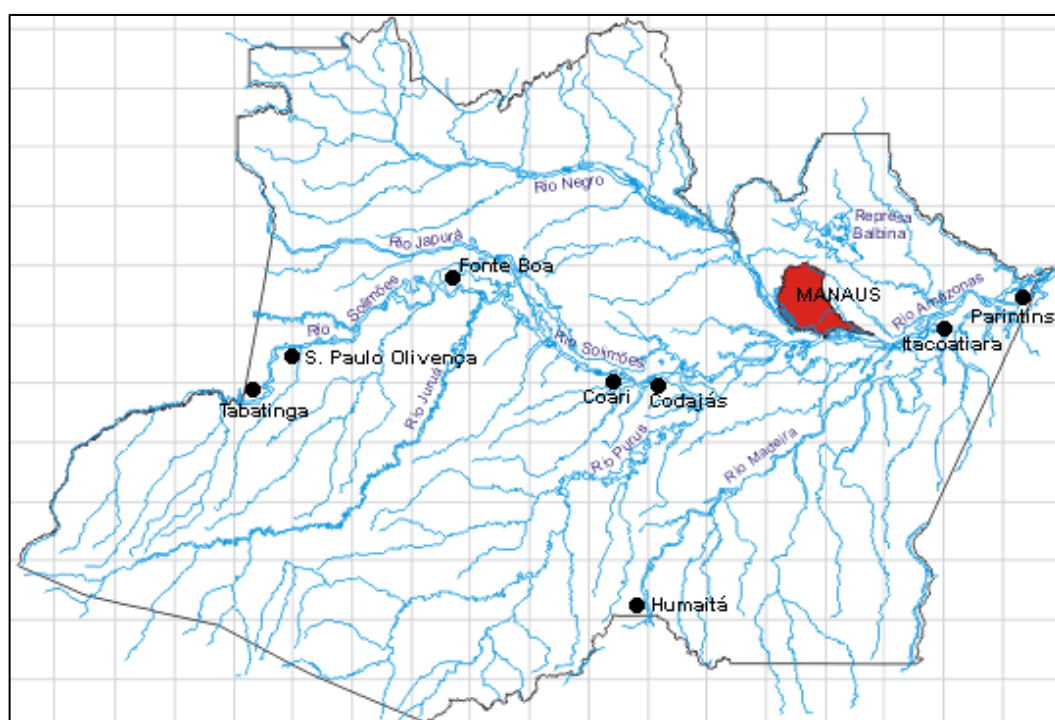 Rio Negro
Represa
Balbina
Rio Japurá
Fonte Boa
Rio Solimões
MANAUS
Rio Amazonas
Parintins
Itacoatiara
S. Paulo Olivença
Rio Solimões
Tabatinga
Rio Juruá
Coari
Codajás
Rio Purus
Rio Madeira
Humaitá